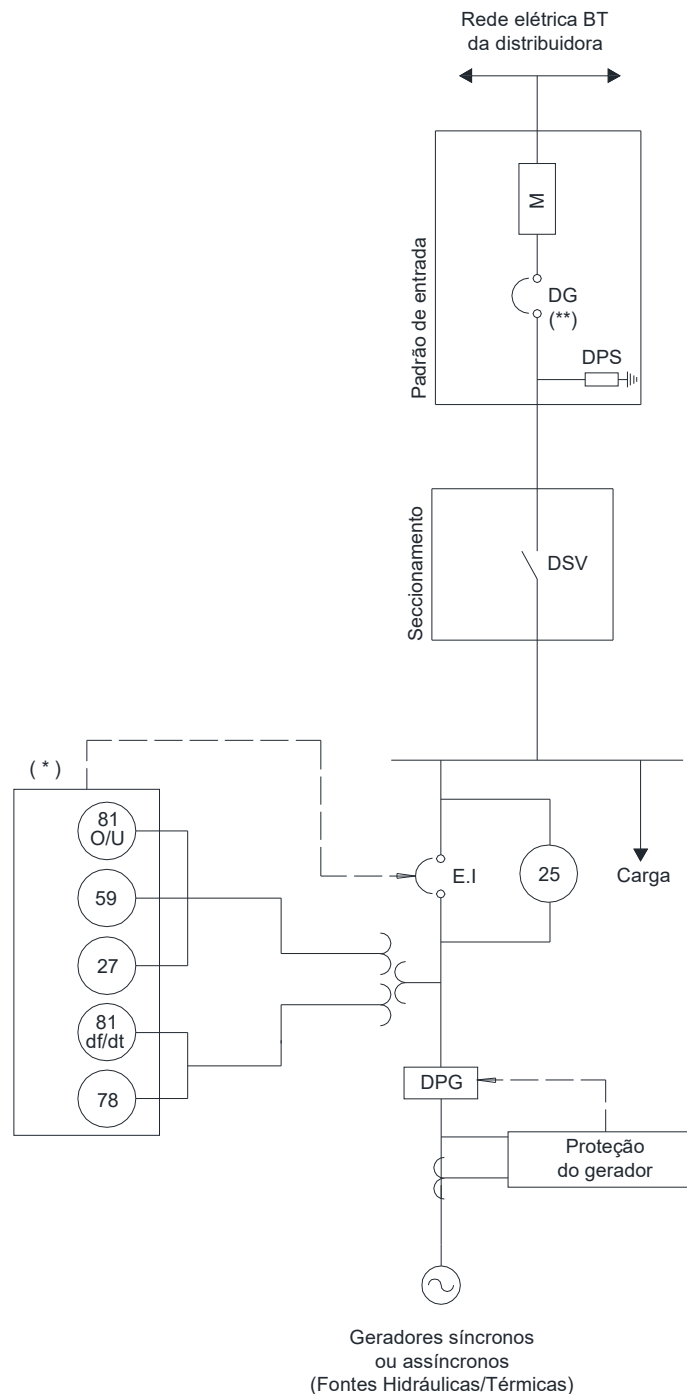 Rede elétrica BT
da distribuidora
Padrão de entrada
M
DG
(**)
DPS
Seccionamento
DSV
(*)
81
O/U
59
27
81
df/dt
78
E.I
25
Carga
DPG
Proteção
do gerador
Geradores síncronos
ou assíncronos
(Fontes Hidráulicas/Térmicas)